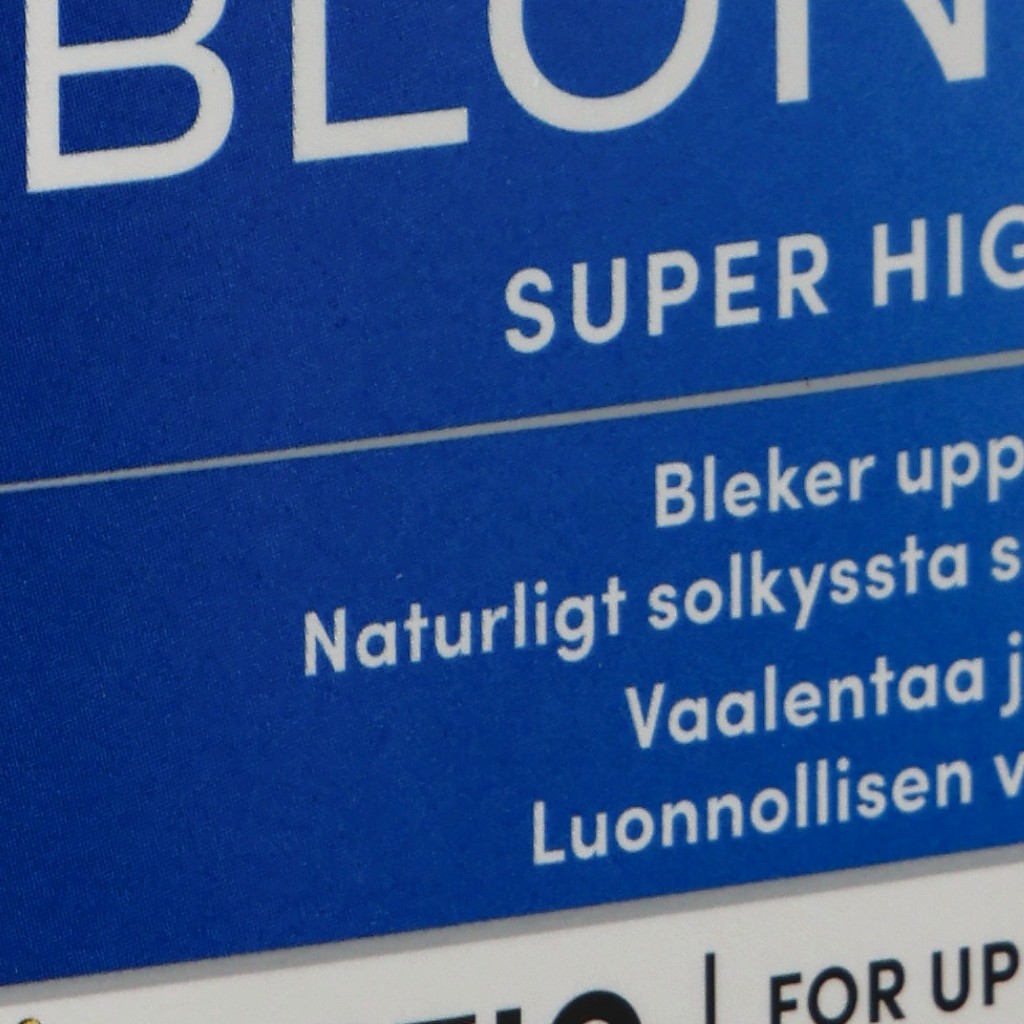 BLON
SUPER HIG
Bleker upp
Naturligt solkyssta s
Vaalentaa j
Luonnollisen v
FOR UP